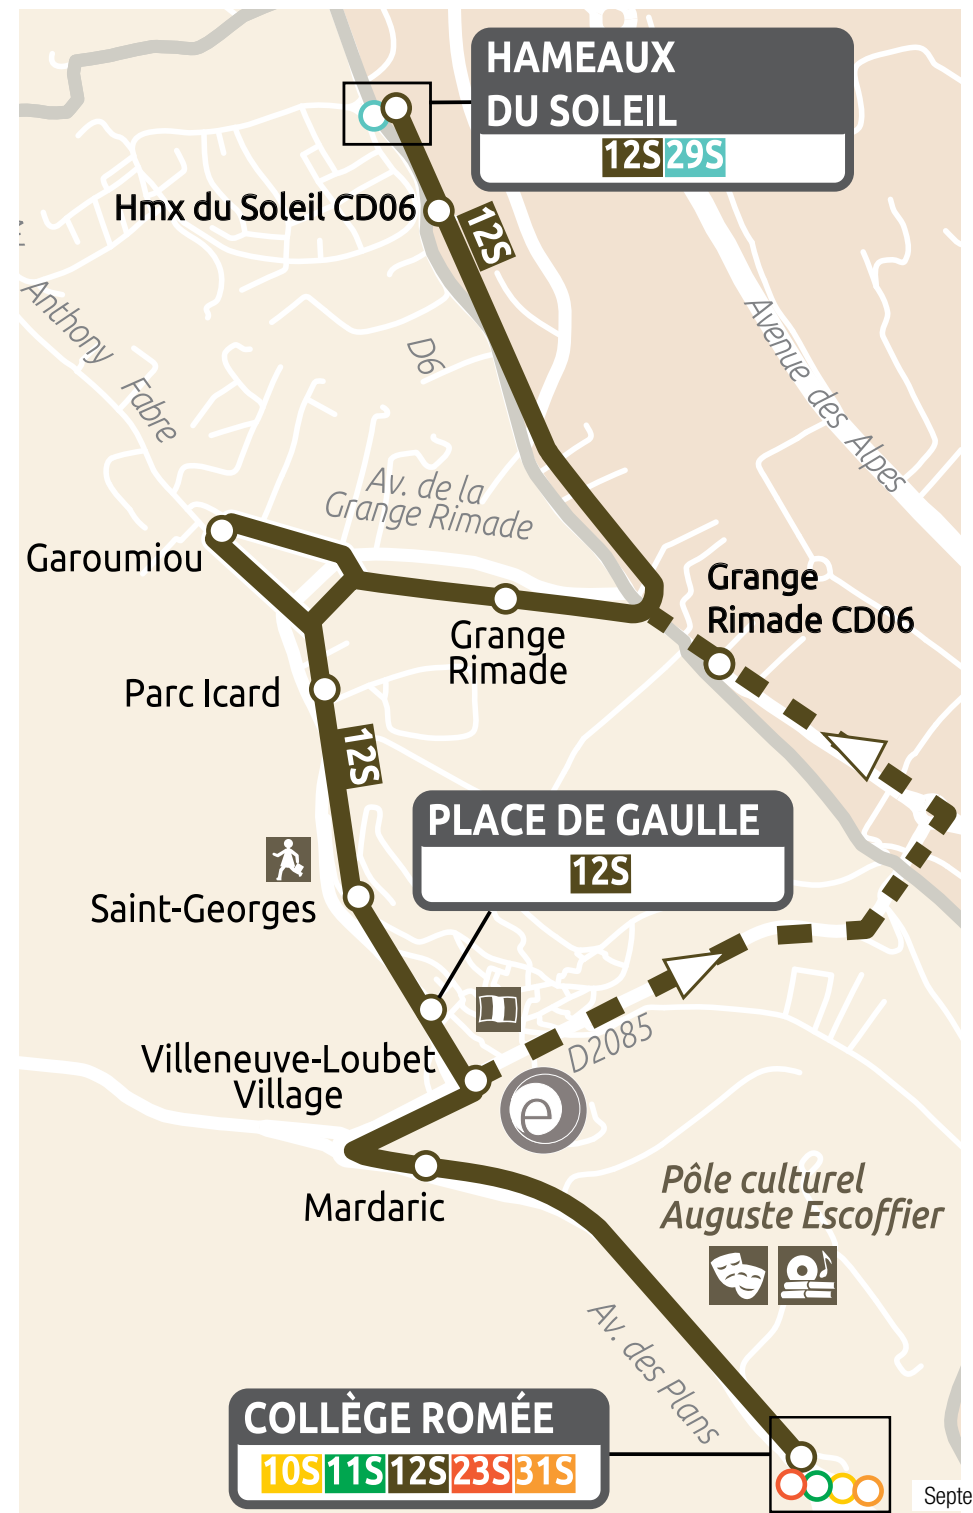 HAMEAUX
DU SOLEIL
12S 29S
Hmx du Soleil CD06
12S
Anthony Fabre
D6
Avenue des Alpes
Av. de la
Grange Rimade
Garoumiou
Grange
Rimade CD06
Grange
Rimade
Parc Icard
12S
PLACE DE GAULLE
12S
Saint-Georges
D2085
Villeneuve-Loubet
Village
e
Mardaric
Pôle culturel
Auguste Escoffier
Av. des Plans
COLLÈGE ROMÉE
10S 11S 12S 23S 31S
Septe